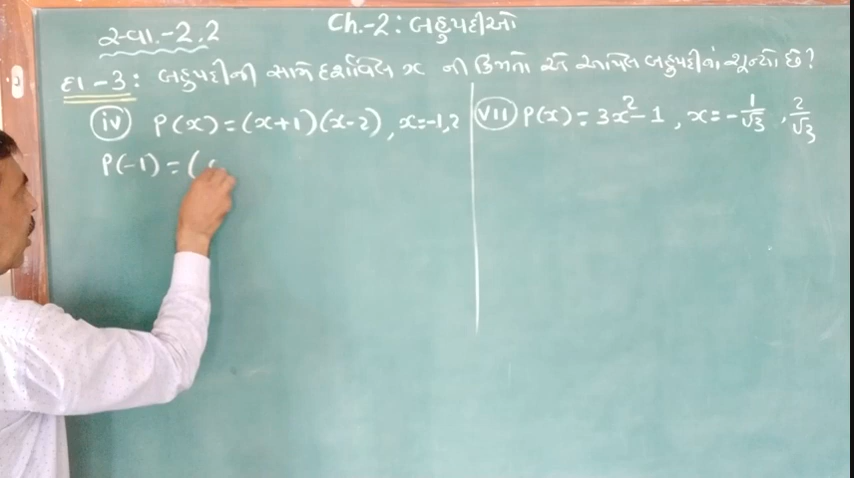 સ્વા.-2.2 Ch.-2: બહુપદીઓ
દા-3: બહુપદીની સામે દર્શાવેલ x ની કિંમતો એ આપેલ બહુપદીનાં શૂન્યો છે?
(iv) P(x)=(x+1)(x-2), x=-1,2
P(-1)=(
(vii) P(x)=3x²-1, x=-1/√3, 2/√3